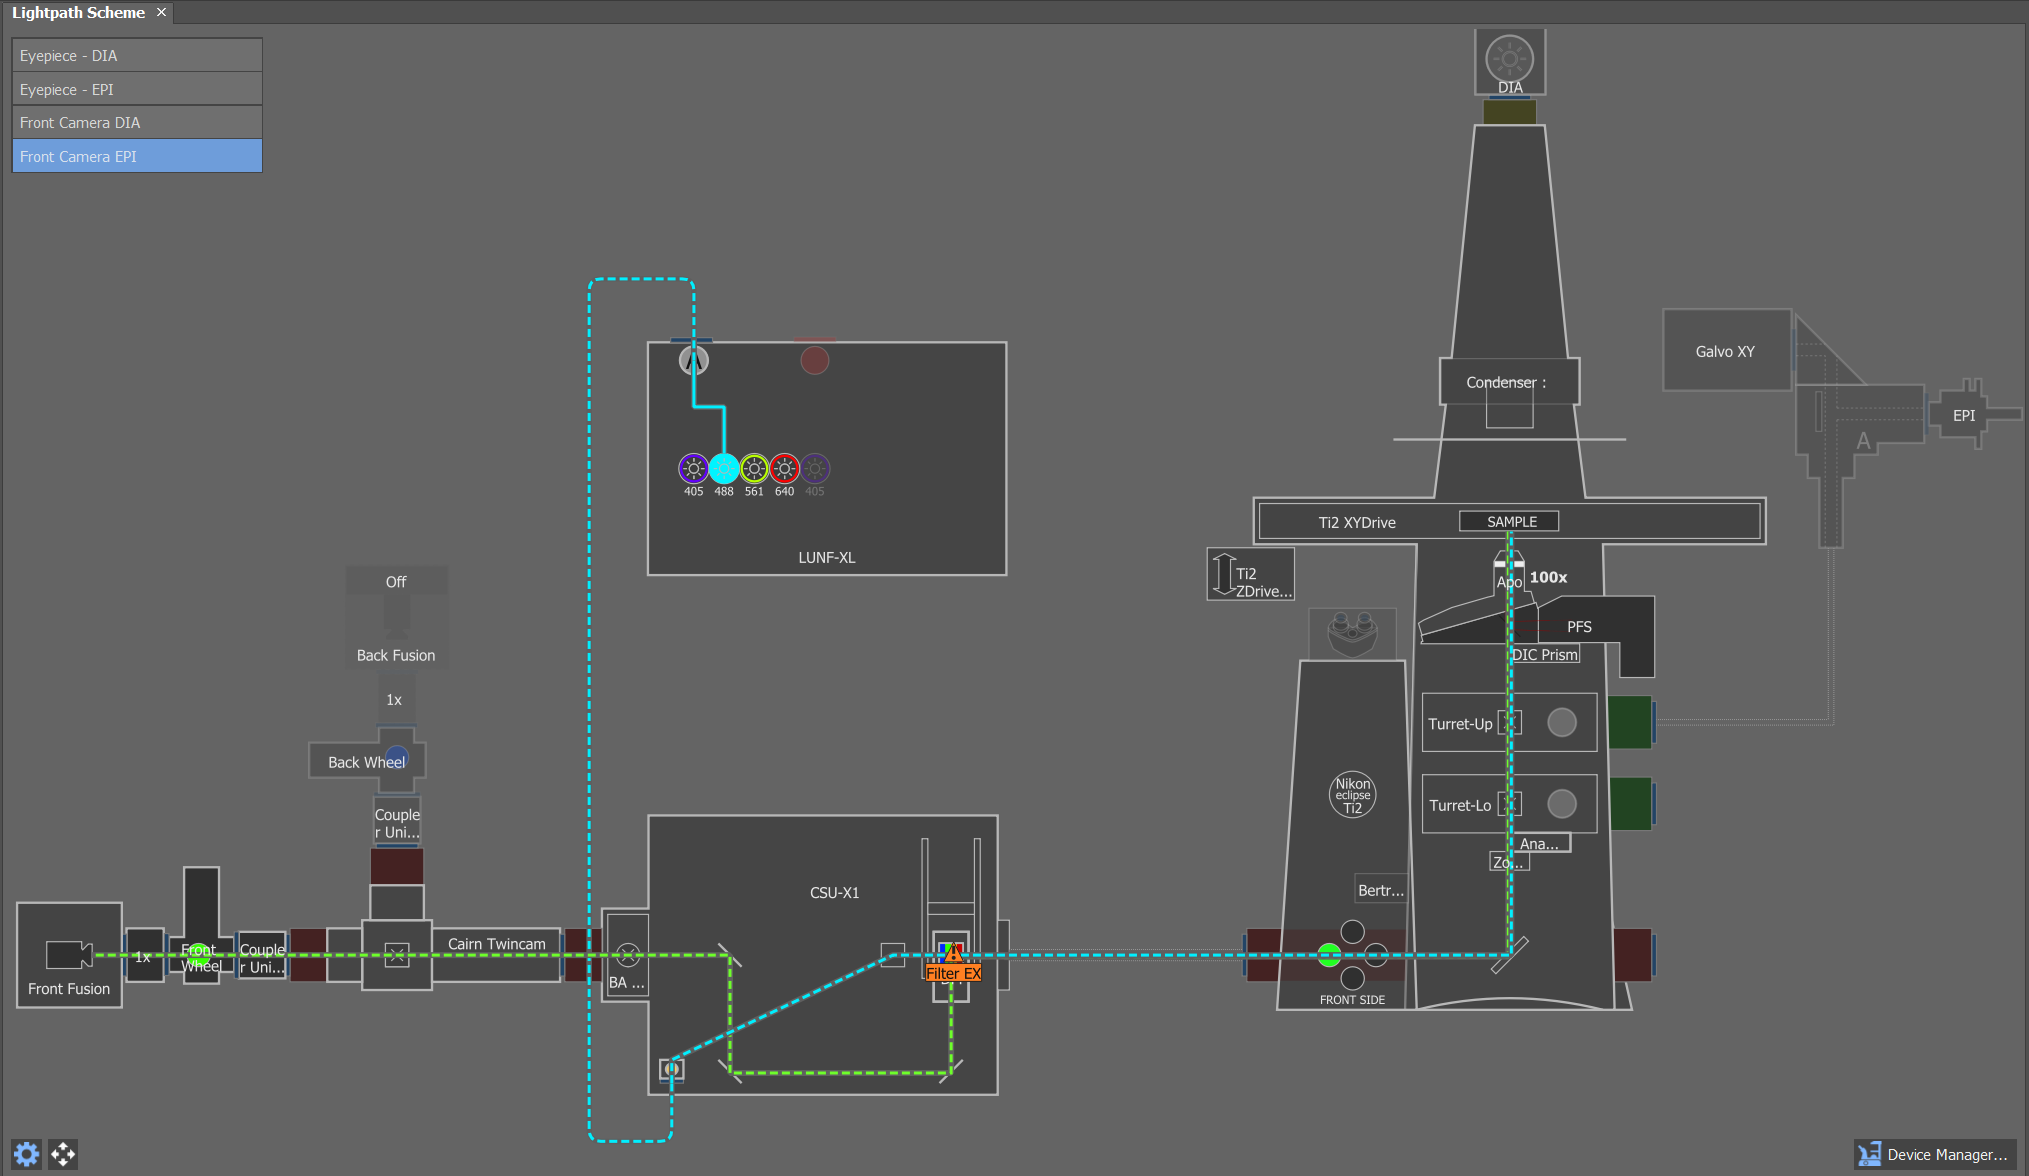 Lightpath Scheme ×
Eyepiece - DIA
Eyepiece - EPI
Front Camera DIA
Front Camera EPI
DIA
Galvo XY
EPI
A
Condenser :
405
488
561
640
405
LUNF-XL
Ti2 XYDrive
SAMPLE
Ti2
ZDrive...
Apo
100x
PFS
DIC Prism
Off
Back Fusion
1x
Back Wheel
Couple
r Uni...
Turret-Up
Turret-Lo
Nikon
eclipse
Ti2
Ana...
Zo...
Bertr...
FRONT SIDE
CSU-X1
Cairn Twincam
BA ...
Filter EX
Front Fusion
1x
Front
Wheel
Couple
r Uni...
Device Manager...